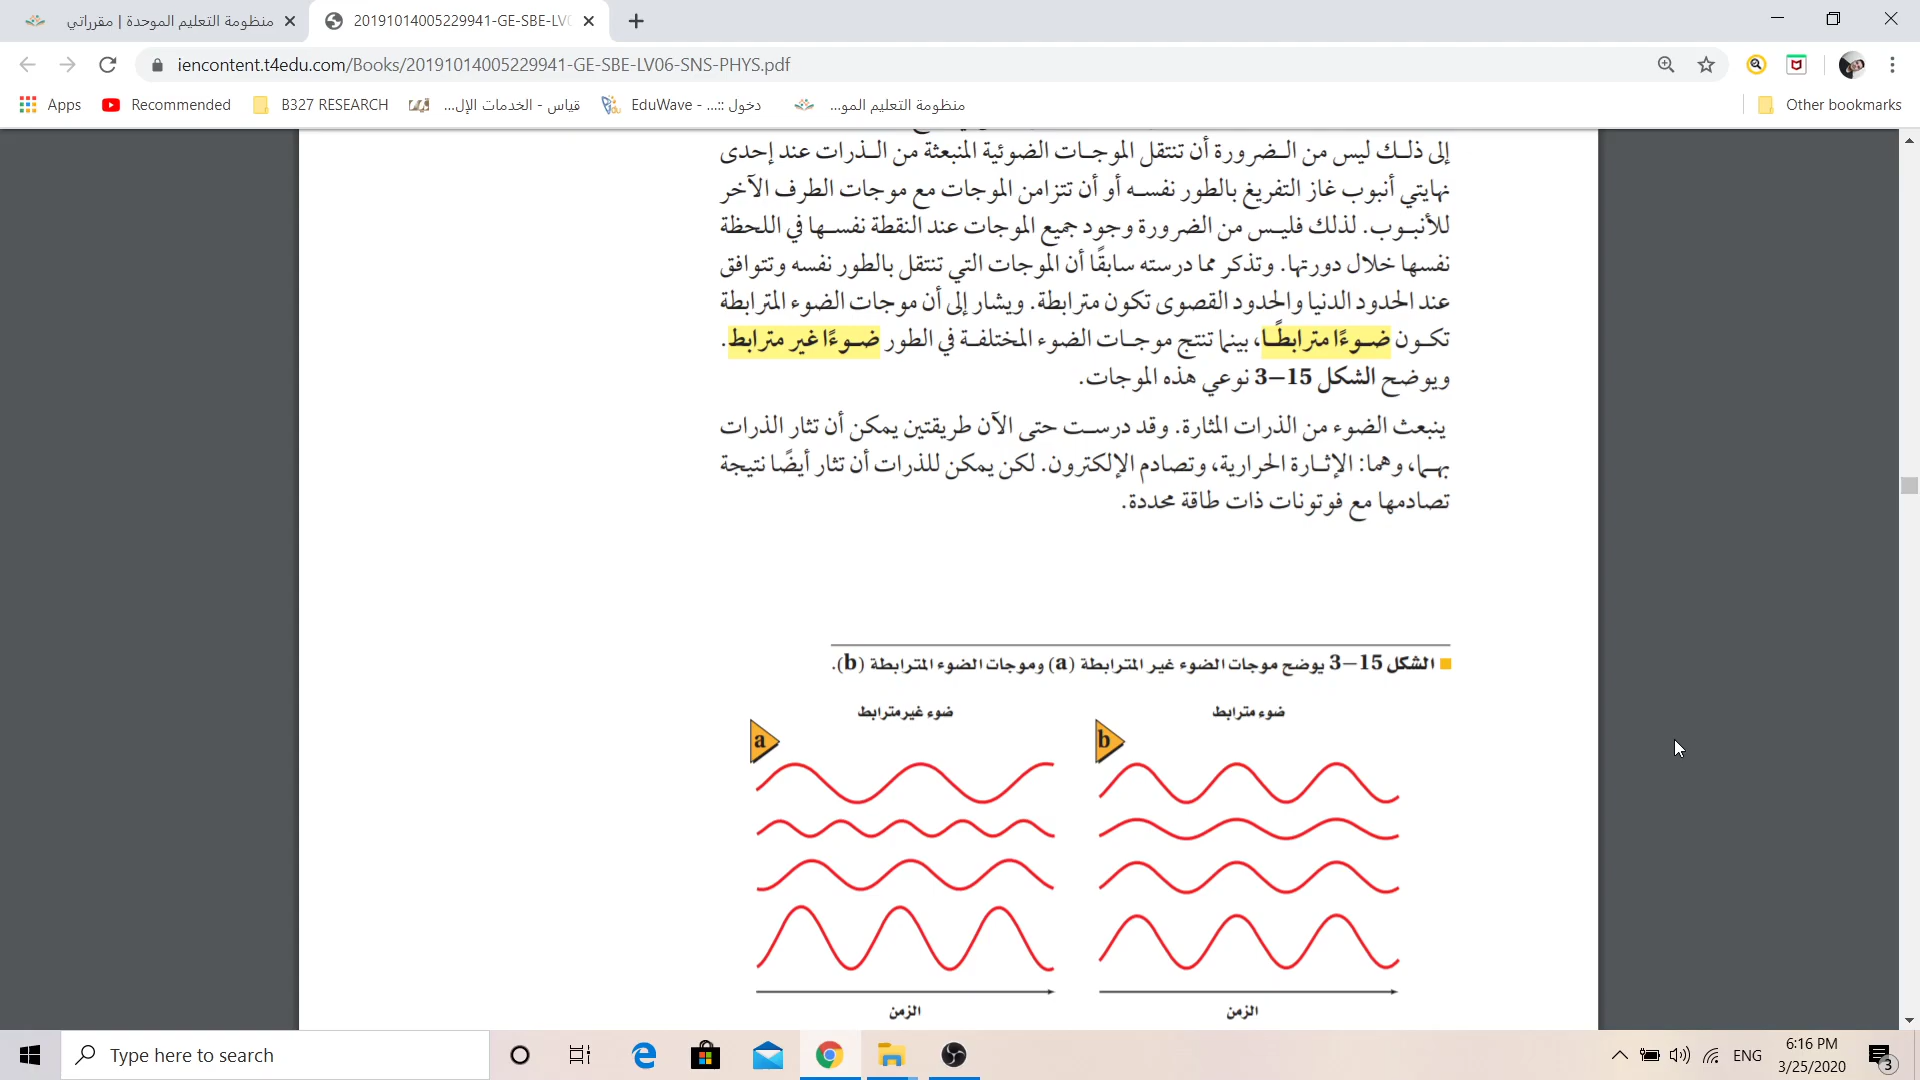 منظومة التعليم الموحدة | مقرراتي
20191014005229941-GE-SBE-LV0
iencontent.t4edu.com/Books/20191014005229941-GE-SBE-LV06-SNS-PHYS.pdf
Apps
Recommended
B327 RESEARCH
قياس - الخدمات الإل...
EduWave - ...:: دخول
منظومة التعليم المو...
Other bookmarks
إلى ذلك ليس من الضرورة أن تنتقل الموجات الضوئية المنبعثة من الذرات عند إحدى
نهايتي أنبوب غاز التفريغ بالطور نفسه أو أن تتزامن الموجات مع موجات الطرف الآخر
للأنبوب. لذلك فليس من الضرورة وجود جميع الموجات عند النقطة نفسها في اللحظة
نفسها خلال دورتها. وتذكر مما درسته سابقًا أن الموجات التي تنتقل بالطور نفسه وتتوافق
عند الحدود الدنيا والحدود القصوى تكون مترابطة. ويشار إلى أن موجات الضوء المترابطة
تكون ضوءًا مترابطًا، بينما تنتج موجات الضوء المختلفة في الطور ضوءًا غير مترابط.
ويوضح الشكل 15–3 نوعي هذه الموجات.
ينبعث الضوء من الذرات المثارة. وقد درست حتى الآن طريقتين يمكن أن تثار الذرات
بهما، وهما: الإثارة الحرارية، وتصادم الإلكترون. لكن يمكن للذرات أن تثار أيضًا نتيجة
تصادمها مع فوتونات ذات طاقة محددة.
الشكل 15–3 يوضح موجات الضوء غير المترابطة (a) وموجات الضوء المترابطة (b).
ضوء مترابط
ضوء غير مترابط
b
a
الزمن
الزمن
Type here to search
ENG
6:16 PM
3/25/2020
3